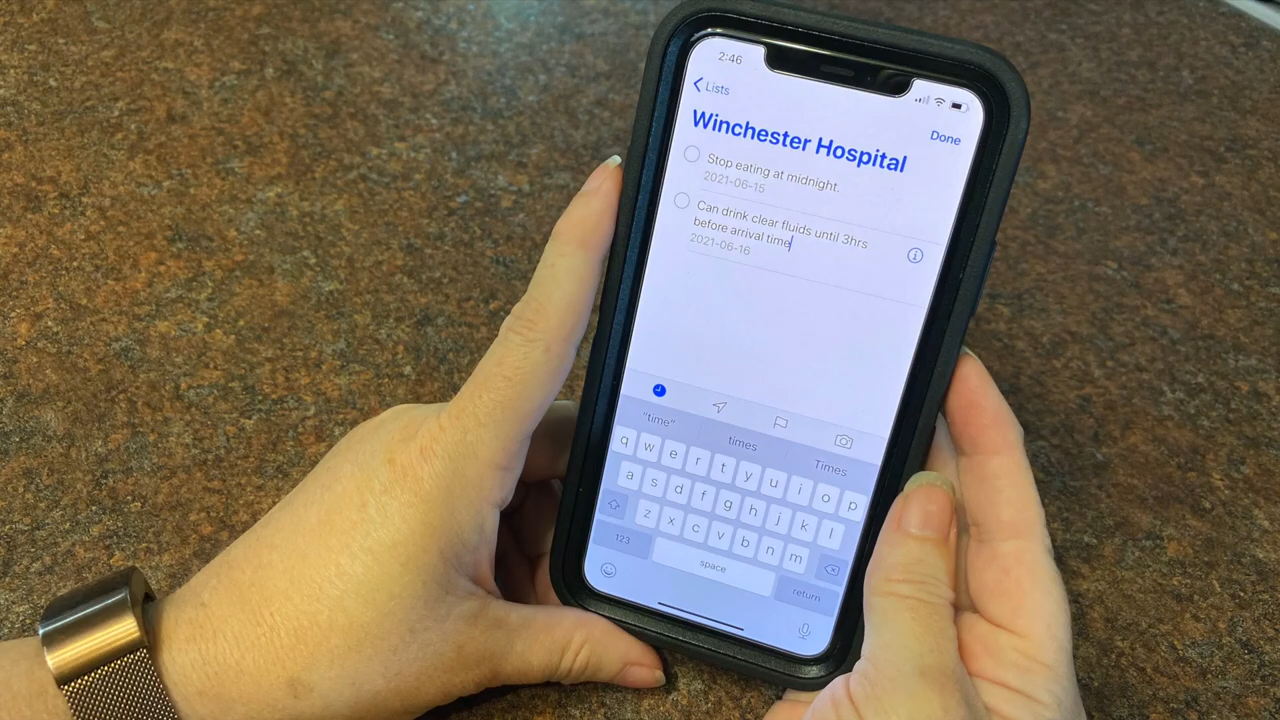 2:46
Lists
Done
Winchester Hospital
Stop eating at midnight.
2021-06-15
Can drink clear fluids until 3hrs
before arrival time
2021-06-16
"time" times Times
q w e r t y u i o p
a s d f g h j k l
z x c v b n m
123 space return